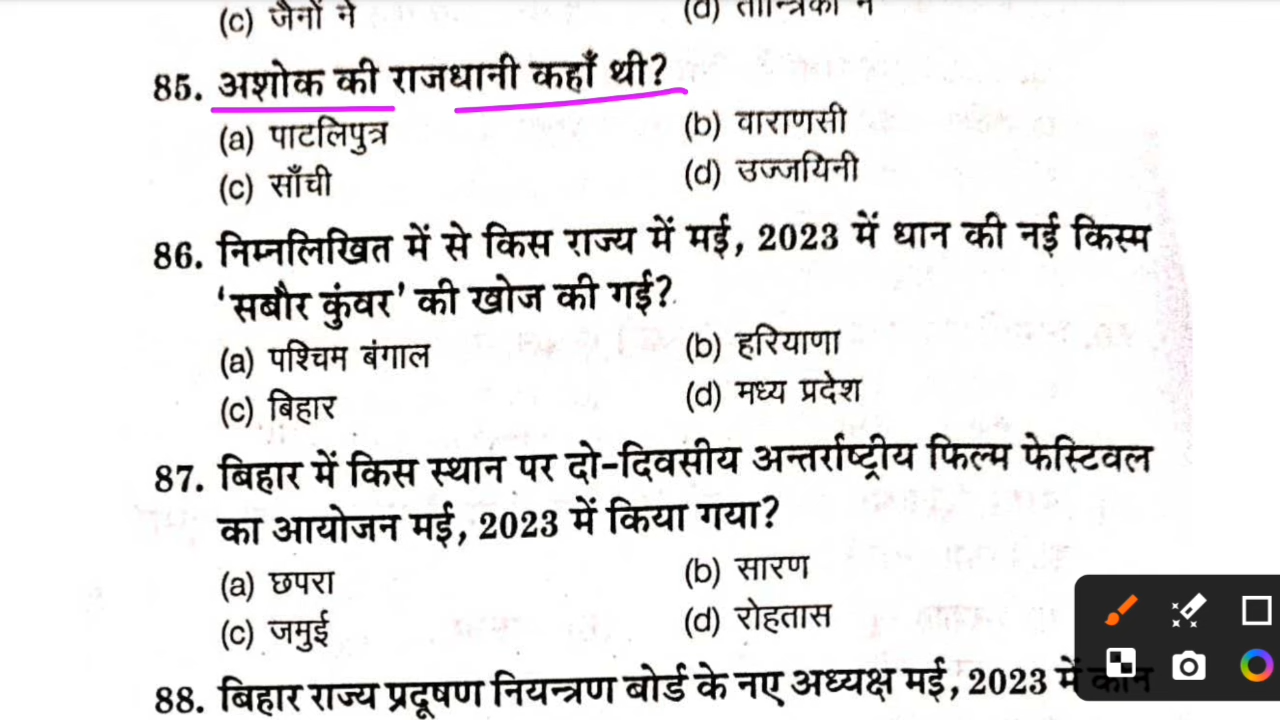 (c) जैनों ने (d) तान्त्रिकों ने
85. अशोक की राजधानी कहाँ थी?
(a) पाटलिपुत्र (b) वाराणसी
(c) साँची (d) उज्जयिनी
86. निम्नलिखित में से किस राज्य में मई, 2023 में धान की नई किस्म
‘सबौर कुंवर’ की खोज की गई?
(a) पश्चिम बंगाल (b) हरियाणा
(c) बिहार (d) मध्य प्रदेश
87. बिहार में किस स्थान पर दो-दिवसीय अन्तर्राष्ट्रीय फिल्म फेस्टिवल
का आयोजन मई, 2023 में किया गया?
(a) छपरा (b) सारण
(c) जमुई (d) रोहतास
88. बिहार राज्य प्रदूषण नियन्त्रण बोर्ड के नए अध्यक्ष मई, 2023 में कौन